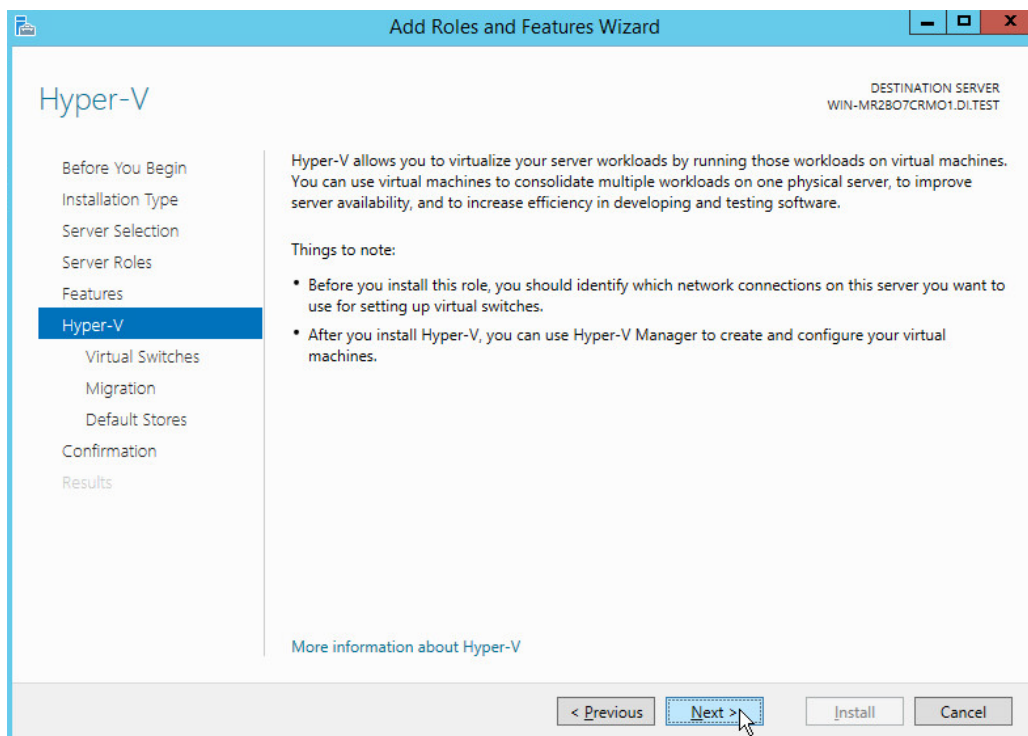 Add Roles and Features Wizard
Hyper-V
DESTINATION SERVER
WIN-MR2BO7CRMO1.DI.TEST
Before You Begin
Installation Type
Server Selection
Server Roles
Features
Hyper-V
Virtual Switches
Migration
Default Stores
Confirmation
Results
Hyper-V allows you to virtualize your server workloads by running those workloads on virtual machines.
You can use virtual machines to consolidate multiple workloads on one physical server, to improve
server availability, and to increase efficiency in developing and testing software.
Things to note:
• Before you install this role, you should identify which network connections on this server you want to
use for setting up virtual switches.
• After you install Hyper-V, you can use Hyper-V Manager to create and configure your virtual
machines.
More information about Hyper-V
< Previous
Next >
Install
Cancel